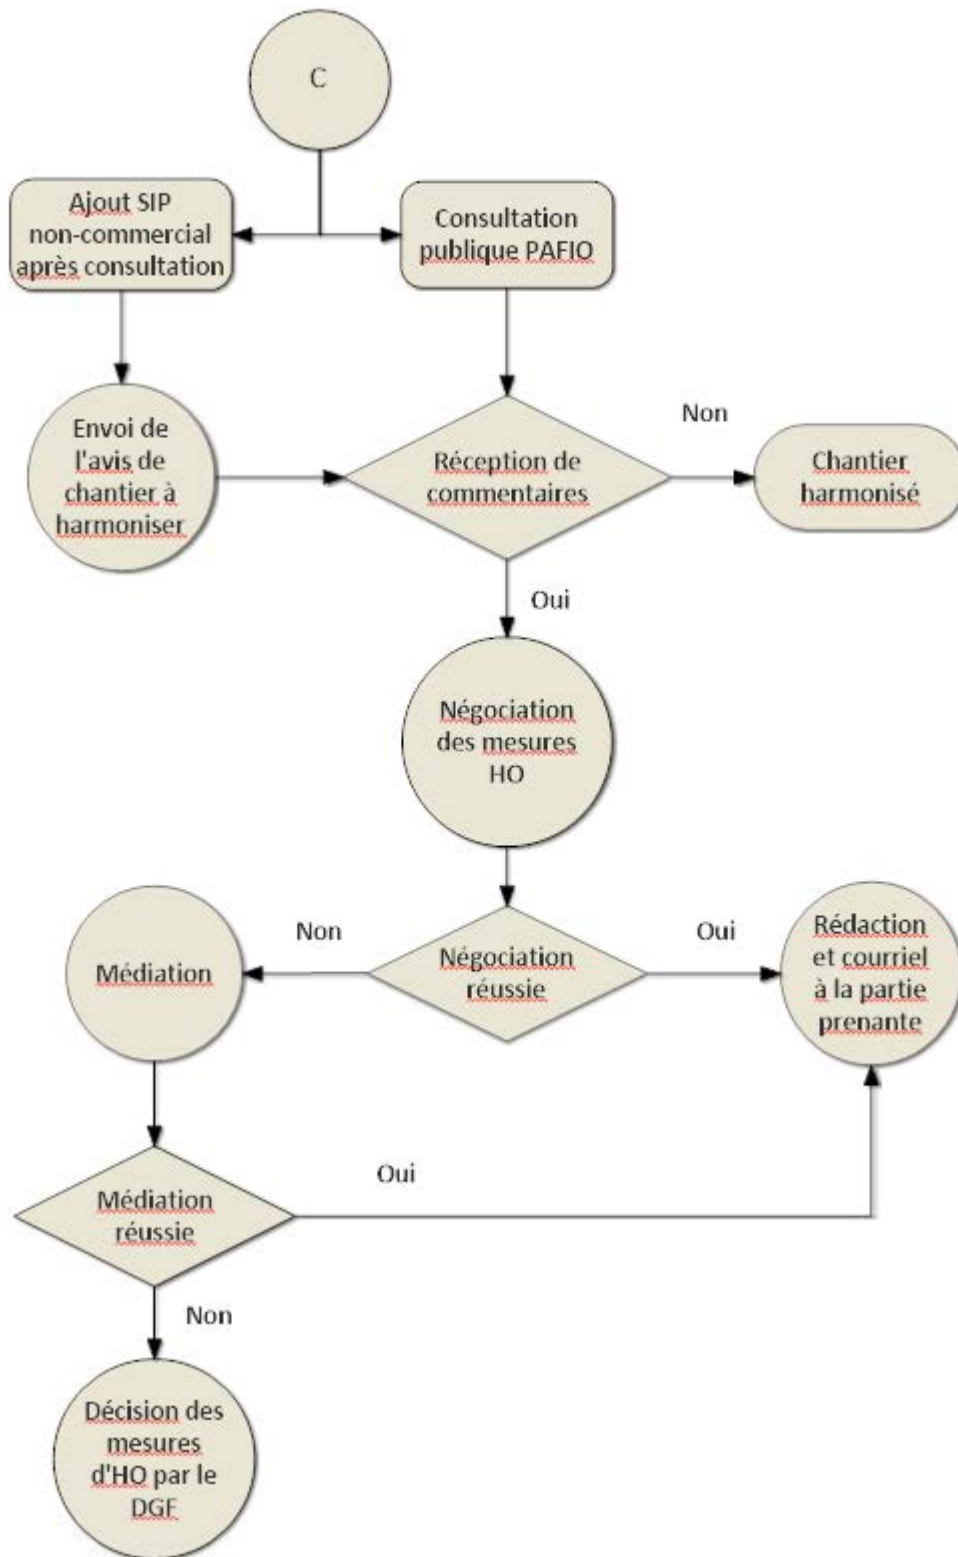 C
Ajout SIP
non-commercial
après consultation
Consultation
publique PAFIO
Envoi de
l'avis de
chantier à
harmoniser
Réception de
commentaires
Non
Chantier
harmonisé
Oui
Négociation
des mesures
HO
Médiation
Non
Négociation
réussie
Oui
Rédaction
et courriel
à la partie
prenante
Médiation
réussie
Oui
Non
Décision des
mesures
d'HO par le
DGF